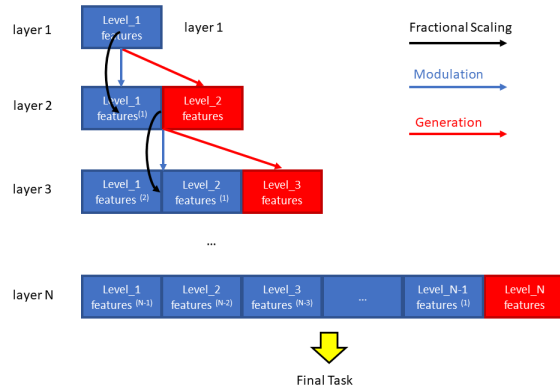 layer 1
Level_1
features
layer 1
Fractional Scaling
Modulation
Generation
layer 2
Level_1
features(1)
Level_2
features
layer 3
Level_1
features (2)
Level_2
features (1)
Level_3
features
...
layer N
Level_1
features (N-1)
Level_2
features (N-2)
Level_3
features (N-3)
...
Level_N-1
features (1)
Level_N
features
Final Task